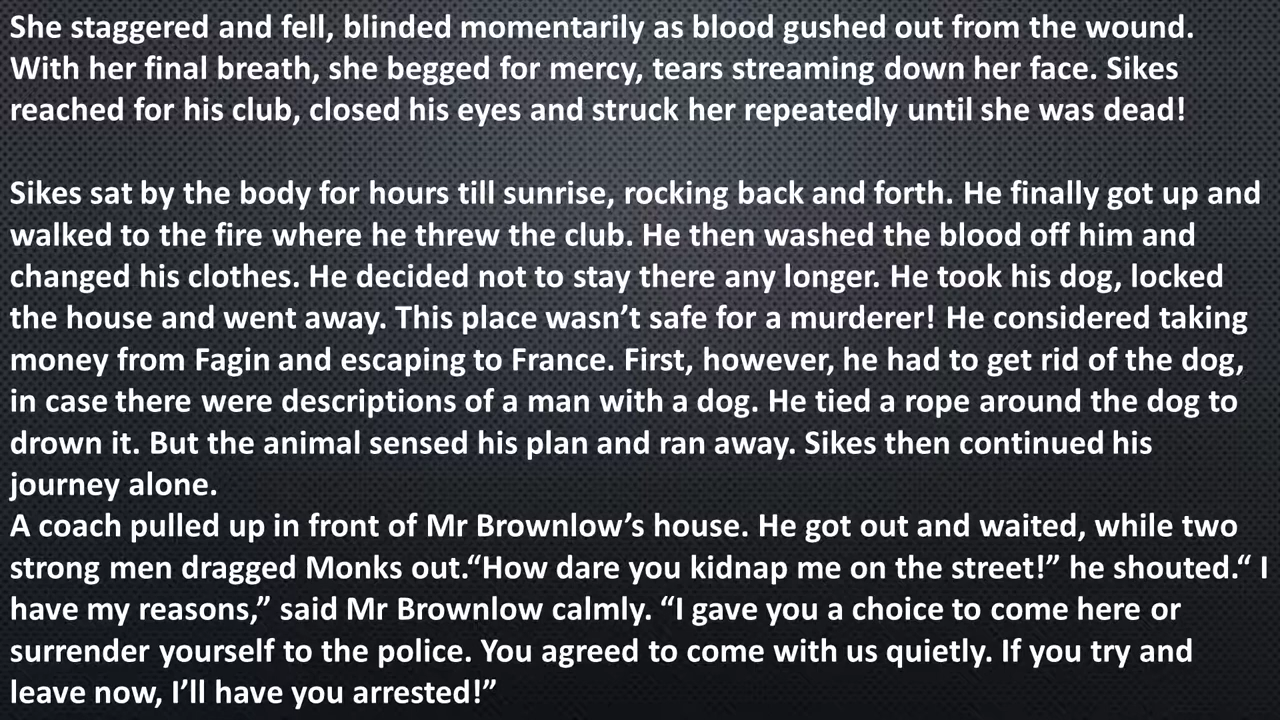 She staggered and fell, blinded momentarily as blood gushed out from the wound.
With her final breath, she begged for mercy, tears streaming down her face. Sikes
reached for his club, closed his eyes and struck her repeatedly until she was dead!
Sikes sat by the body for hours till sunrise, rocking back and forth. He finally got up and
walked to the fire where he threw the club. He then washed the blood off him and
changed his clothes. He decided not to stay there any longer. He took his dog, locked
the house and went away. This place wasn’t safe for a murderer! He considered taking
money from Fagin and escaping to France. First, however, he had to get rid of the dog,
in case there were descriptions of a man with a dog. He tied a rope around the dog to
drown it. But the animal sensed his plan and ran away. Sikes then continued his
journey alone.
A coach pulled up in front of Mr Brownlow’s house. He got out and waited, while two
strong men dragged Monks out.“How dare you kidnap me on the street!” he shouted.“ I
have my reasons,” said Mr Brownlow calmly. “I gave you a choice to come here or
surrender yourself to the police. You agreed to come with us quietly. If you try and
leave now, I’ll have you arrested!”